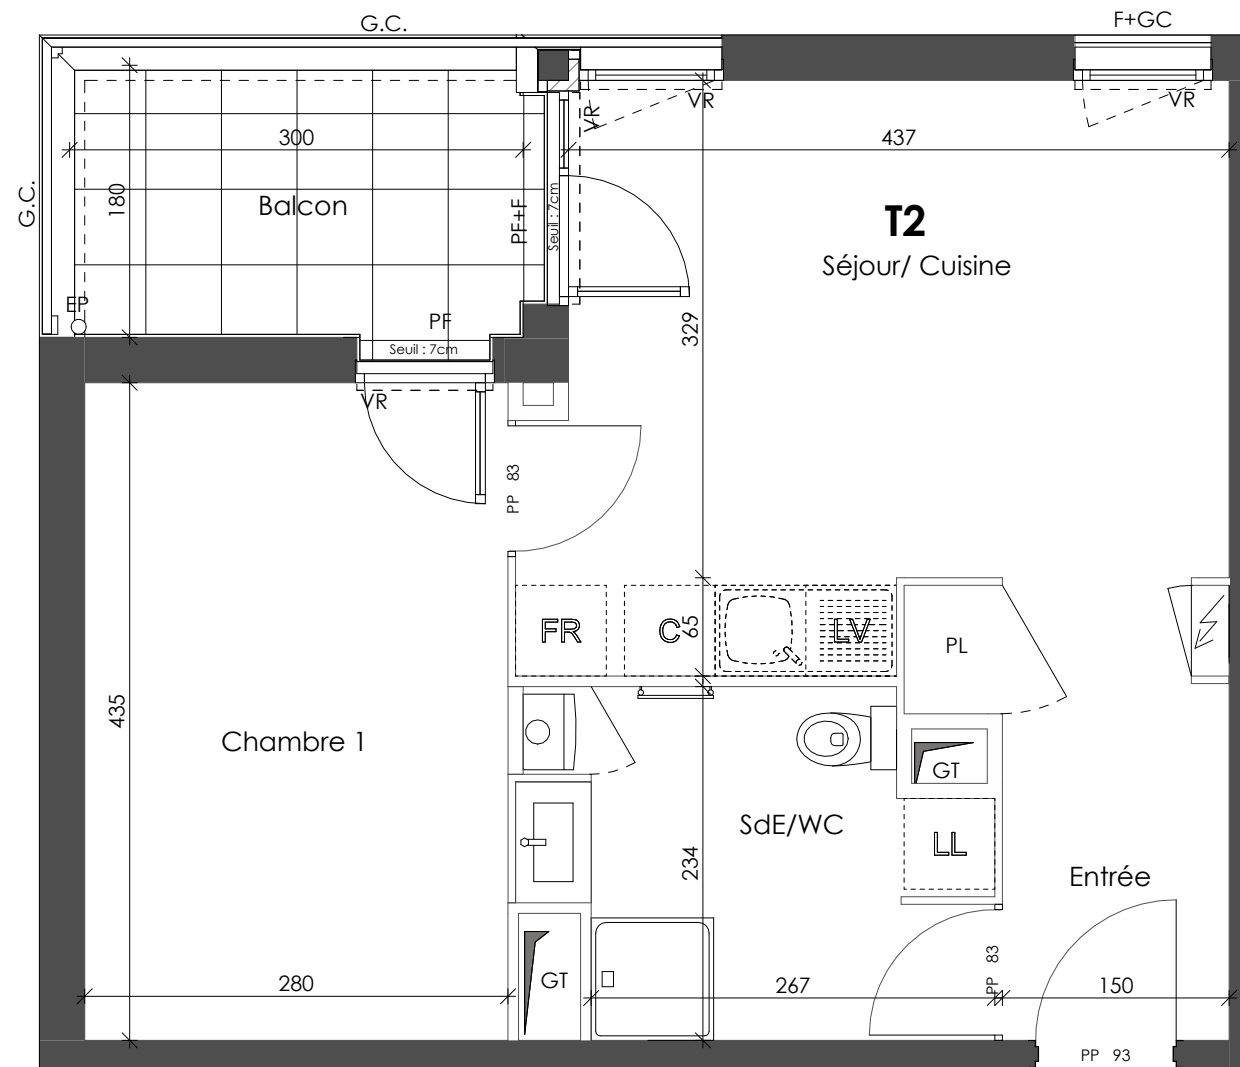 G.C.
F+GC
VR
VR
VR
300
437
G.C.
180
Balcon
PF+F
Seuil : 7cm
T2
Séjour/ Cuisine
EP
PF
329
Seuil : 7cm
VR
PP 83
FR
C
65
LV
PL
435
Chambre 1
GT
SdE/WC
LL
234
Entrée
PP 83
GT
280
267
150
PP 93